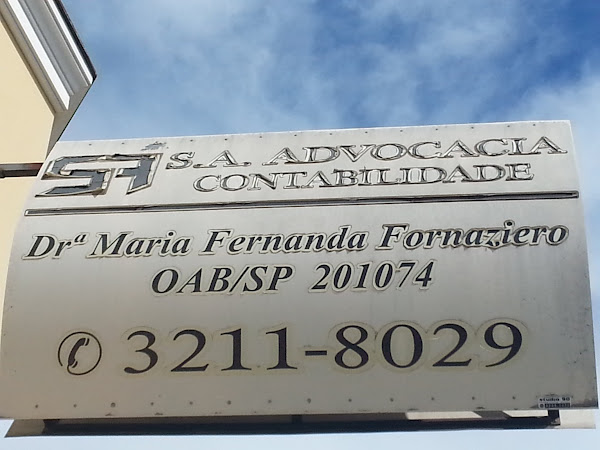 SA S.A. ADVOCACIA
CONTABILIDADE
Drª Maria Fernanda Fornaziero
OAB/SP 201074
3211-8029